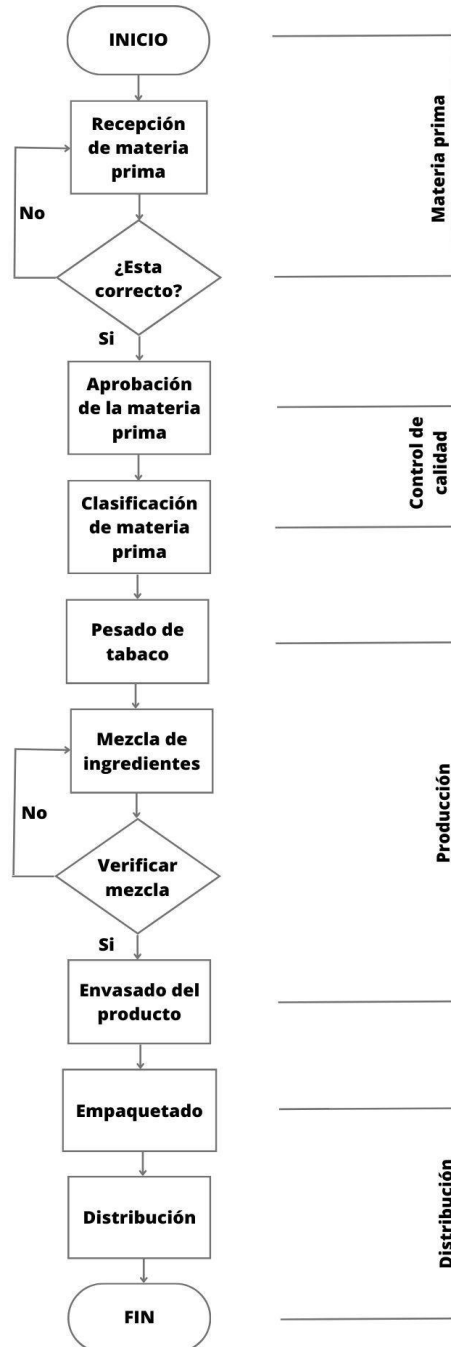 INICIO
Recepción
de materia
prima
No
¿Esta
correcto?
Si
Materia prima
Aprobación
de la materia
prima
Clasificación
de materia
prima
Control de
calidad
Pesado de
tabaco
Mezcla de
ingredientes
No
Verificar
mezcla
Si
Envasado del
producto
Producción
Empaquetado
Distribución
FIN
Distribución